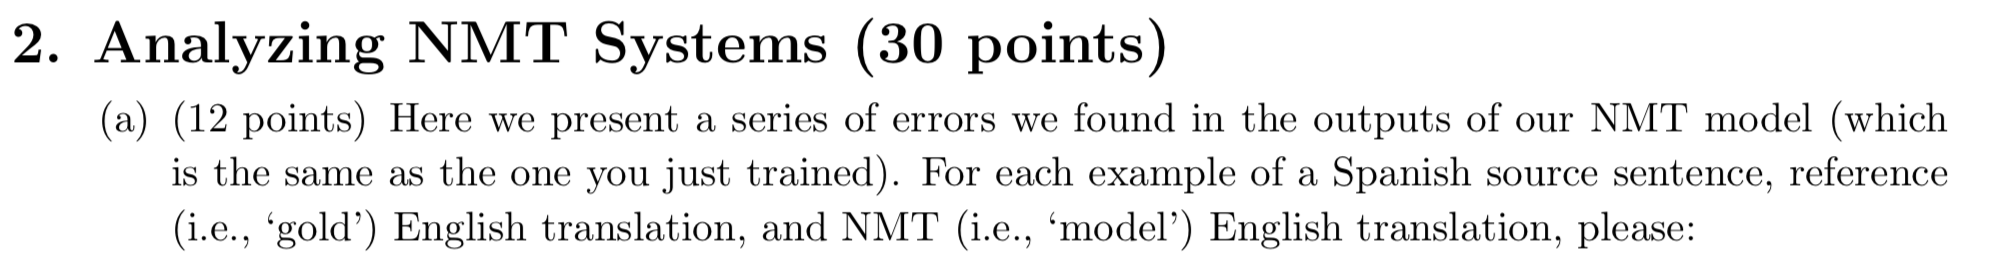 2. Analyzing NMT Systems (30 points)
(a) (12 points) Here we present a series of errors we found in the outputs of our NMT model (which
is the same as the one you just trained). For each example of a Spanish source sentence, reference
(i.e., ‘gold’) English translation, and NMT (i.e., ‘model’) English translation, please: